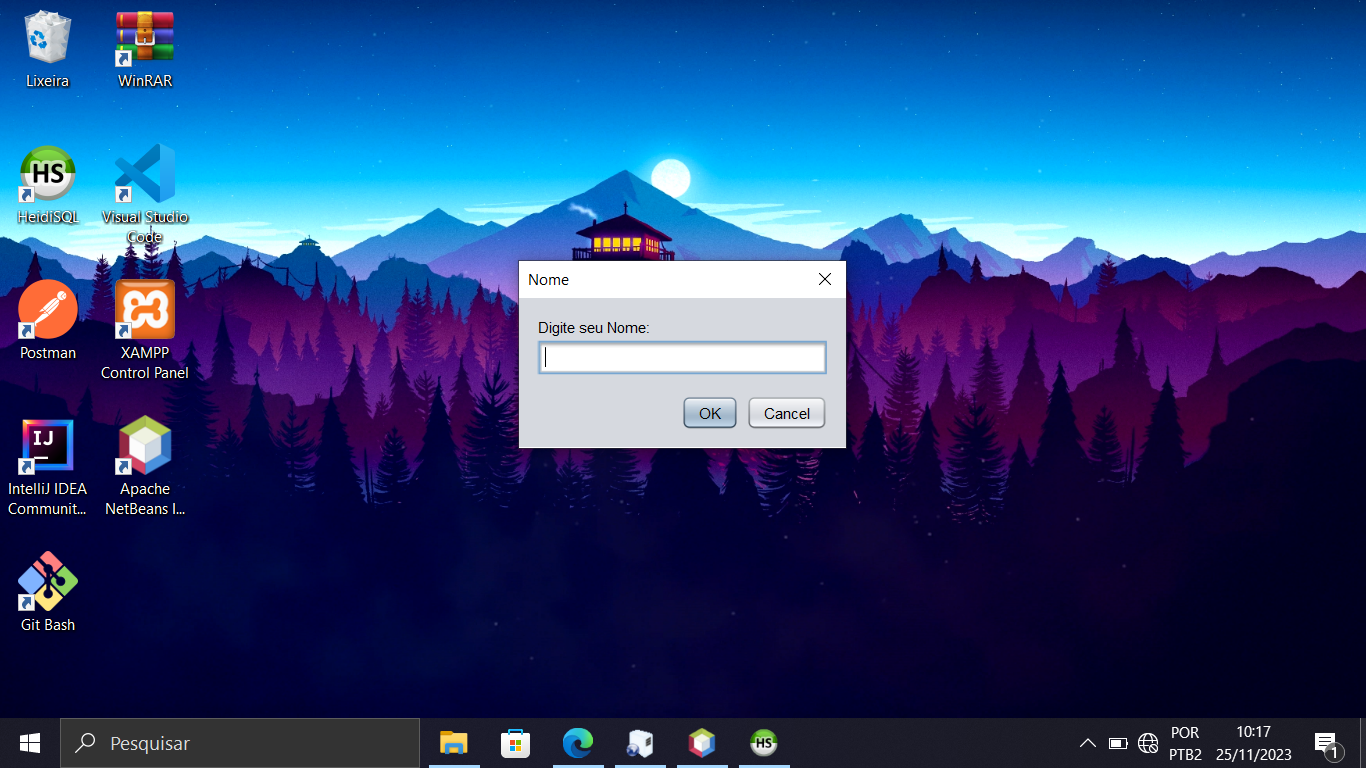 Lixeira
WinRAR
HS
HeidiSQL
Visual Studio
Code
Postman
XAMPP
Control Panel
IJ
IntelliJ IDEA
Communit...
Apache
NetBeans I...
Git Bash
Nome
Digite seu Nome:
OK
Cancel
Pesquisar
HS
POR
PTB2
10:17
25/11/2023
1